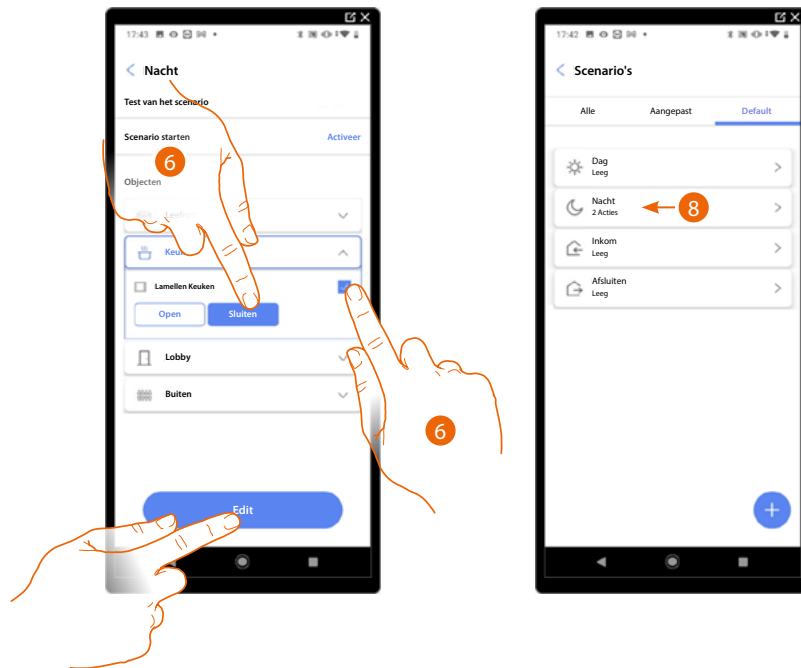 17:43
Nacht
Test van het scenario
Scenario starten
Activeer
6
Objecten
Lamellen Keuken
Open
Sluiten
Lobby
Buiten
6
Edit
17:42
Scenario's
Alle
Aangepast
Default
Dag
Leeg
Nacht
2 Acties
8
Inkom
Leeg
Afsluiten
Leeg